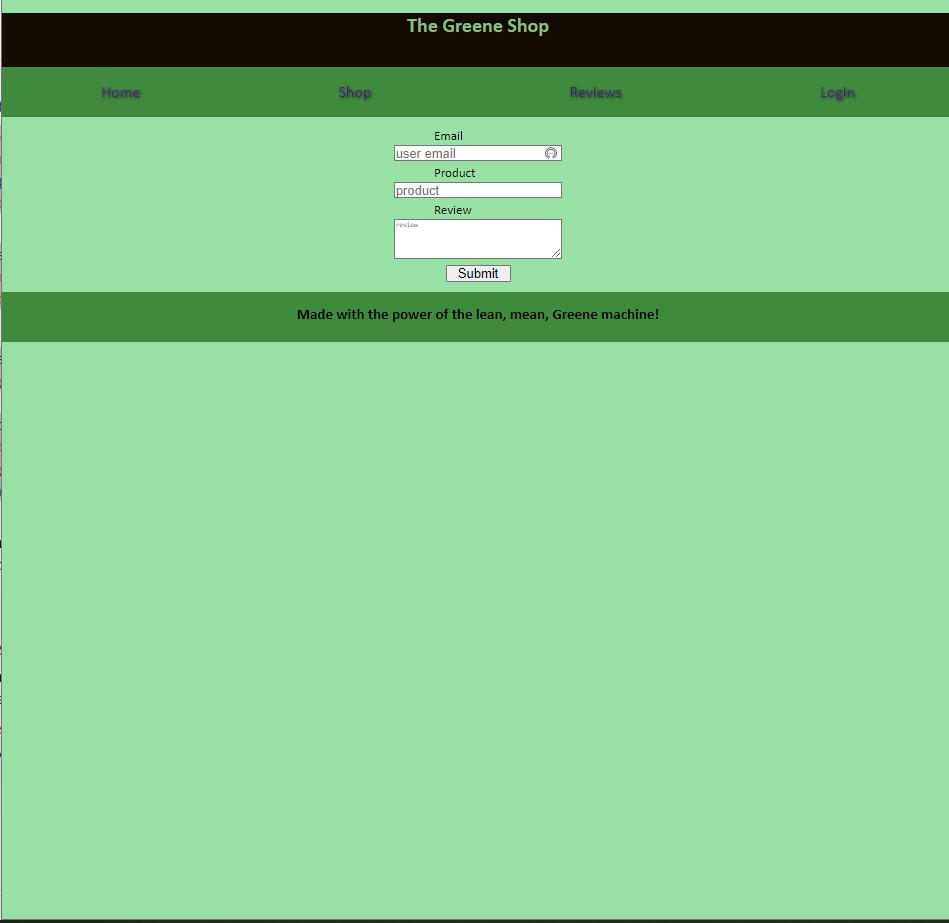 The Greene Shop
Home Shop Reviews Login
Email
user email
Product
product
Review
review
Submit
Made with the power of the lean, mean, Greene machine!